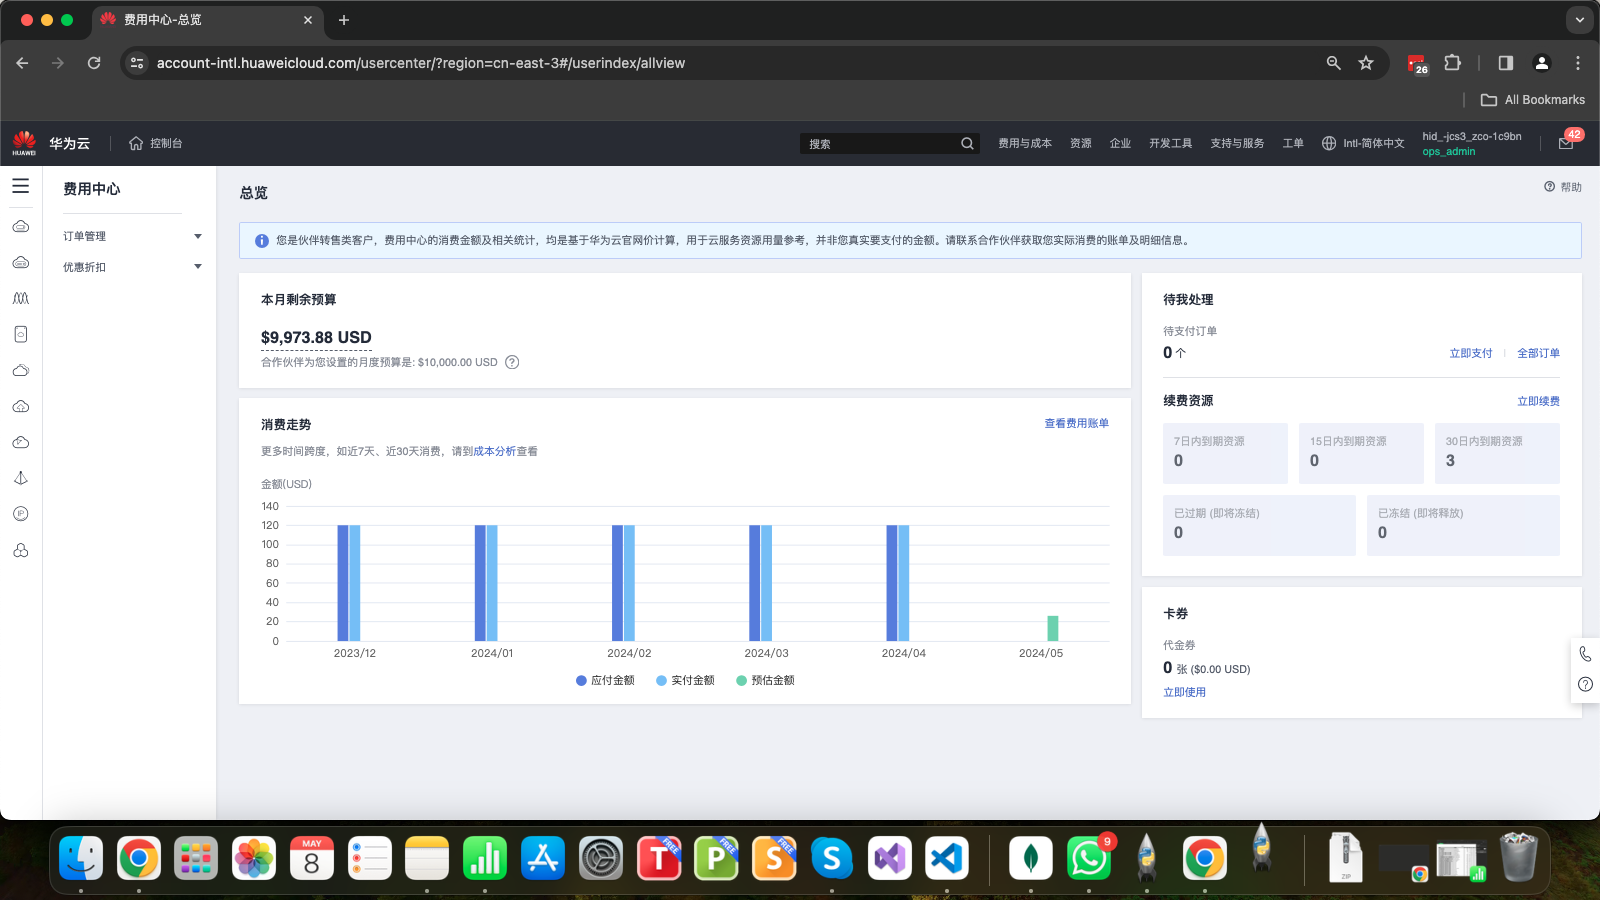 费用中心-总览
account-intl.huaweicloud.com/usercenter/?region=cn-east-3#/userindex/allview
26
All Bookmarks
HUAWEI
华为云
控制台
搜索
费用与成本
资源
企业
开发工具
支持与服务
工单
Intl-简体中文
hid_-jcs3_zco-1c9bn
ops_admin
42
费用中心
订单管理
优惠折扣
总览
帮助
您是伙伴转售类客户，费用中心的消费金额及相关统计，均是基于华为云官网价计算，用于云服务资源用量参考，并非您真实要支付的金额。请联系合作伙伴获取您实际消费的账单及明细信息。
本月剩余预算
$9,973.88 USD
合作伙伴为您设置的月度预算是: $10,000.00 USD
消费走势
查看费用账单
更多时间跨度，如近7天、近30天消费，请到成本分析查看
金额(USD)
140
120
100
80
60
40
20
0
2023/12
2024/01
2024/02
2024/03
2024/04
2024/05
应付金额
实付金额
预估金额
待我处理
待支付订单
0 个
立即支付
全部订单
续费资源
立即续费
7日内到期资源
0
15日内到期资源
0
30日内到期资源
3
已过期 (即将冻结)
0
已冻结 (即将释放)
0
卡券
代金券
0 张 ($0.00 USD)
立即使用
IP
MAY
8
T
FREE
P
FREE
S
FREE
S
9
ZIP